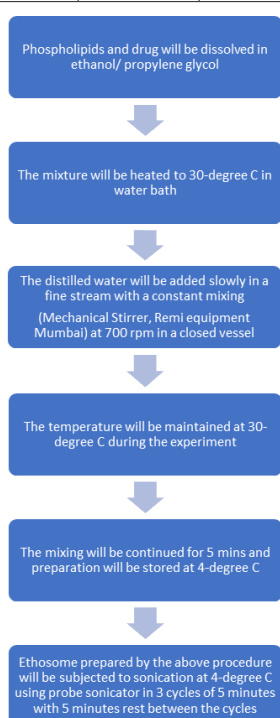 Phospholipids and drug will be dissolved in
ethanol/ propylene glycol
The mixture will be heated to 30-degree C in
water bath
The distilled water will be added slowly in a
fine stream with a constant mixing
(Mechanical Stirrer, Remi equipment
Mumbai) at 700 rpm in a closed vessel
The temperature will be maintained at 30-
degree C during the experiment
The mixing will be continued for 5 mins and
preparation will be stored at 4-degree C
Ethosome prepared by the above procedure
will be subjected to sonication at 4-degree C
using probe sonicator in 3 cycles of 5 minutes
with 5 minutes rest between the cycles